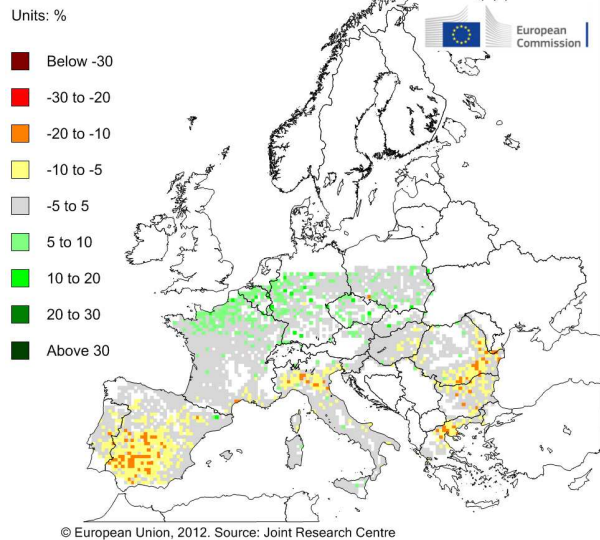 Units: %
Below -30
-30 to -20
-20 to -10
-10 to -5
-5 to 5
5 to 10
10 to 20
20 to 30
Above 30
European
Commission
© European Union, 2012. Source: Joint Research Centre